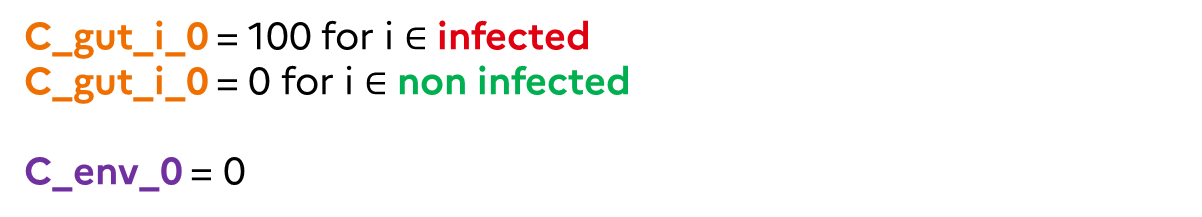 C_gut_i_0 = 100 for i ∈ infected
C_gut_i_0 = 0 for i ∈ non infected
C_env_0 = 0